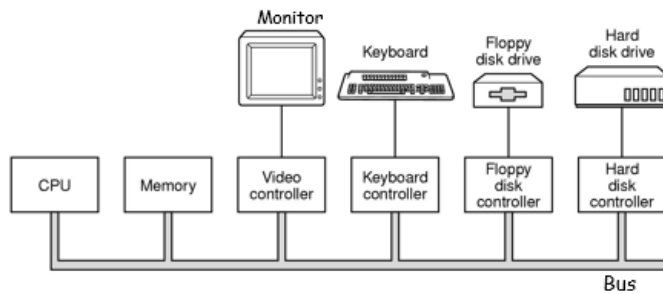 Monitor
Keyboard
Floppy
disk drive
Hard
disk drive
CPU
Memory
Video
controller
Keyboard
controller
Floppy
disk
controller
Hard
disk
controller
Bus